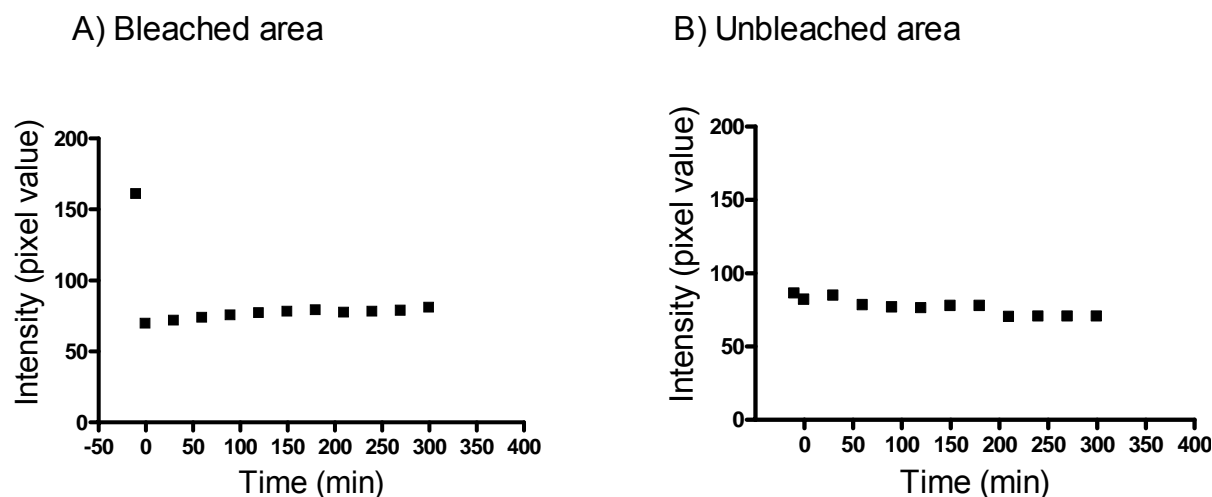 A) Bleached area
Intensity (pixel value)
200
150
100
50
0
-50 0 50 100 150 200 250 300 350 400
Time (min)
B) Unbleached area
Intensity (pixel value)
200
150
100
50
0
0 50 100 150 200 250 300 350 400
Time (min)